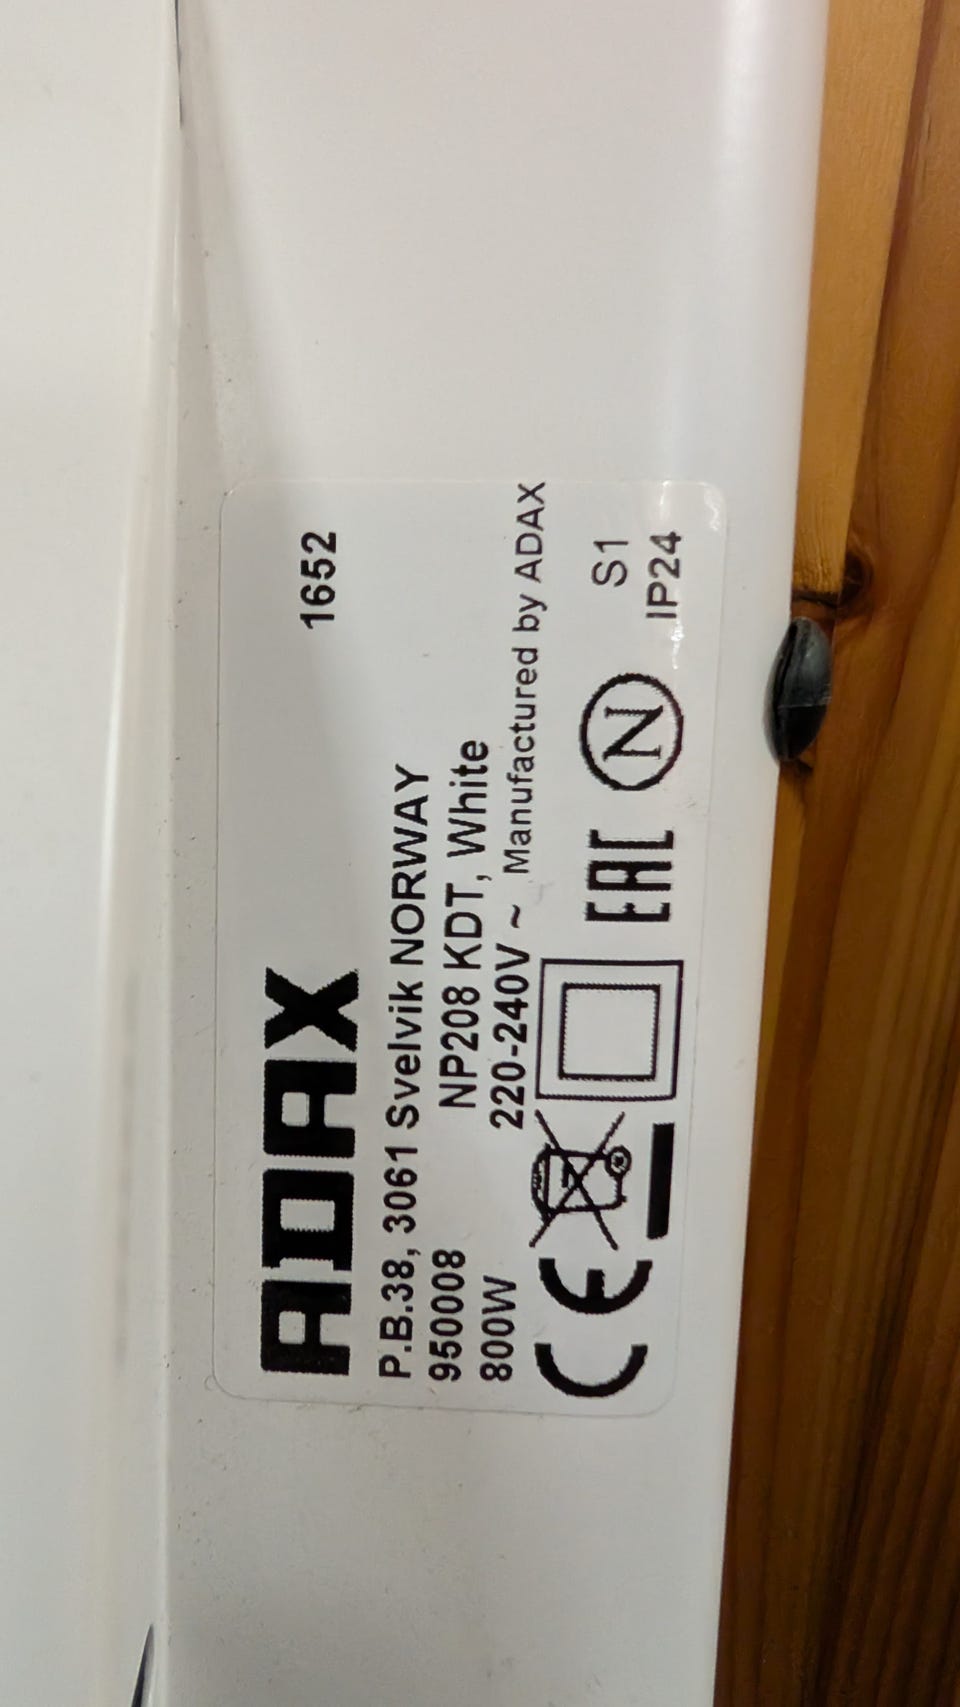 ADAX 1652
P.B.38, 3061 Svelvik NORWAY
950008 NP208 KDT, White
800W 220-240V ~ Manufactured by ADAX
CE EAC N S1
IP24